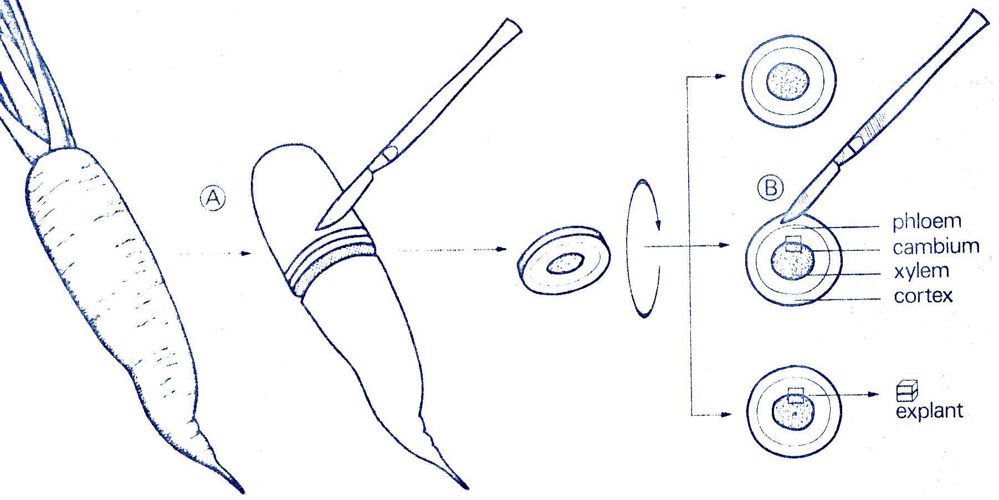 A
B
phloem
cambium
xylem
cortex
explant